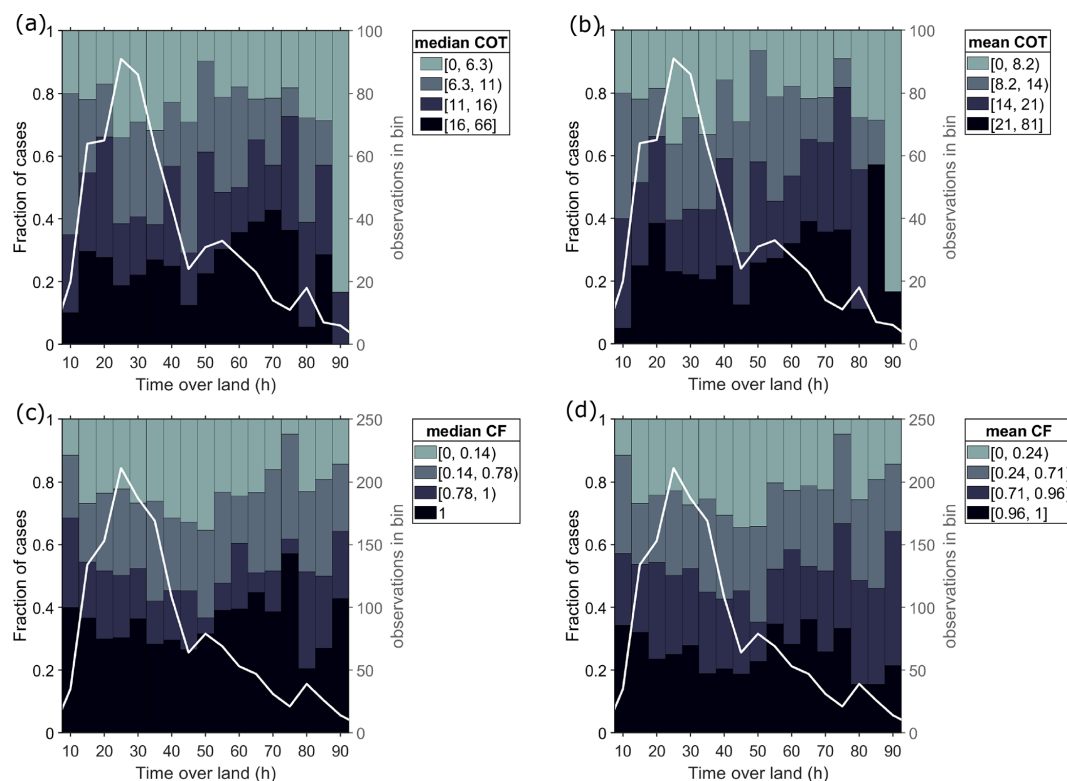 (a)
1
0.8
0.6
0.4
0.2
0
Fraction of cases
10 20 30 40 50 60 70 80 90
Time over land (h)
100
80
60
40
20
0
observations in bin
median COT
[0, 6.3)
[6.3, 11)
[11, 16)
[16, 66]
(b)
1
0.8
0.6
0.4
0.2
0
Fraction of cases
10 20 30 40 50 60 70 80 90
Time over land (h)
100
80
60
40
20
0
observations in bin
mean COT
[0, 8.2)
[8.2, 14)
[14, 21)
[21, 81]
(c)
1
0.8
0.6
0.4
0.2
0
Fraction of cases
10 20 30 40 50 60 70 80 90
Time over land (h)
250
200
150
100
50
0
observations in bin
median CF
[0, 0.14)
[0.14, 0.78)
[0.78, 1)
1
(d)
1
0.8
0.6
0.4
0.2
0
Fraction of cases
10 20 30 40 50 60 70 80 90
Time over land (h)
250
200
150
100
50
0
observations in bin
mean CF
[0, 0.24)
[0.24, 0.71)
[0.71, 0.96)
[0.96, 1]